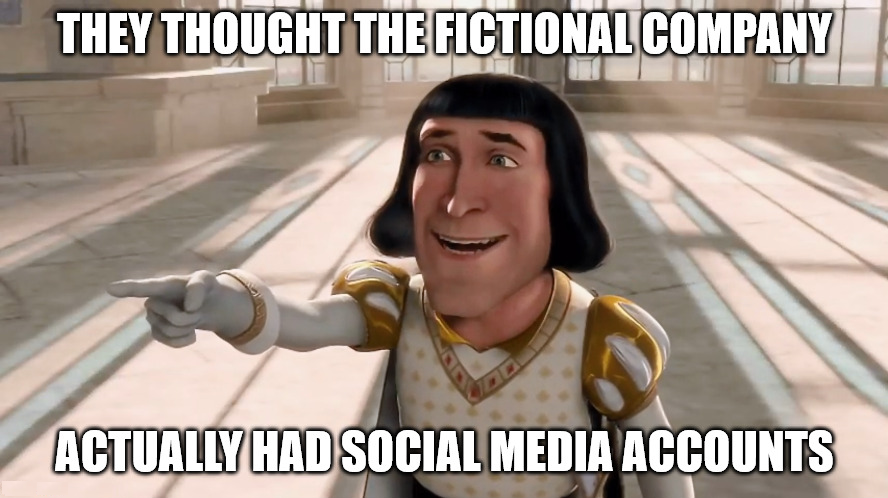 THEY THOUGHT THE FICTIONAL COMPANY
ACTUALLY HAD SOCIAL MEDIA ACCOUNTS